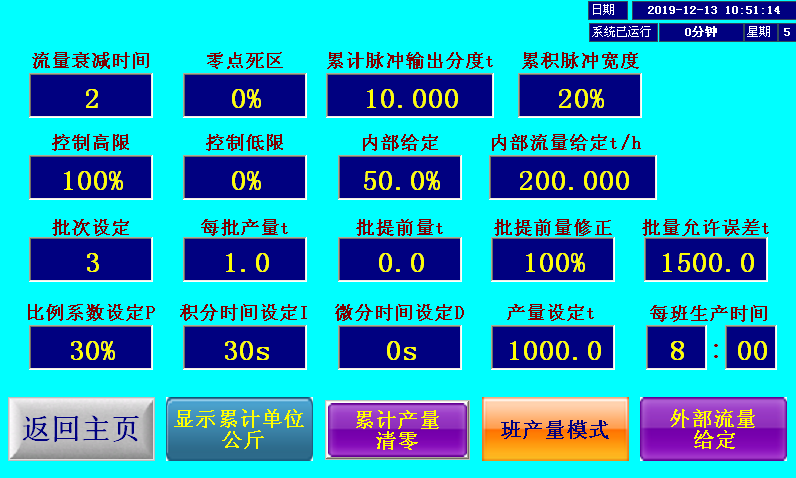 日期 2019-12-13 10:51:14
系统已运行 0分钟 星期 5
流量衰减时间 零点死区 累计脉冲输出分度t 累积脉冲宽度
2 0% 10.000 20%
控制高限 控制低限 内部给定 内部流量给定t/h
100% 0% 50.0% 200.000
批次设定 每批产量t 批提前量t 批提前量修正 批量允许误差t
3 1.0 0.0 100% 1500.0
比例系数设定P 积分时间设定I 微分时间设定D 产量设定t 每班生产时间
30% 30s 0s 1000.0 8 : 00
返回主页 显示累计单位 累计产量 班产量模式 外部流量
公斤 清零 给定